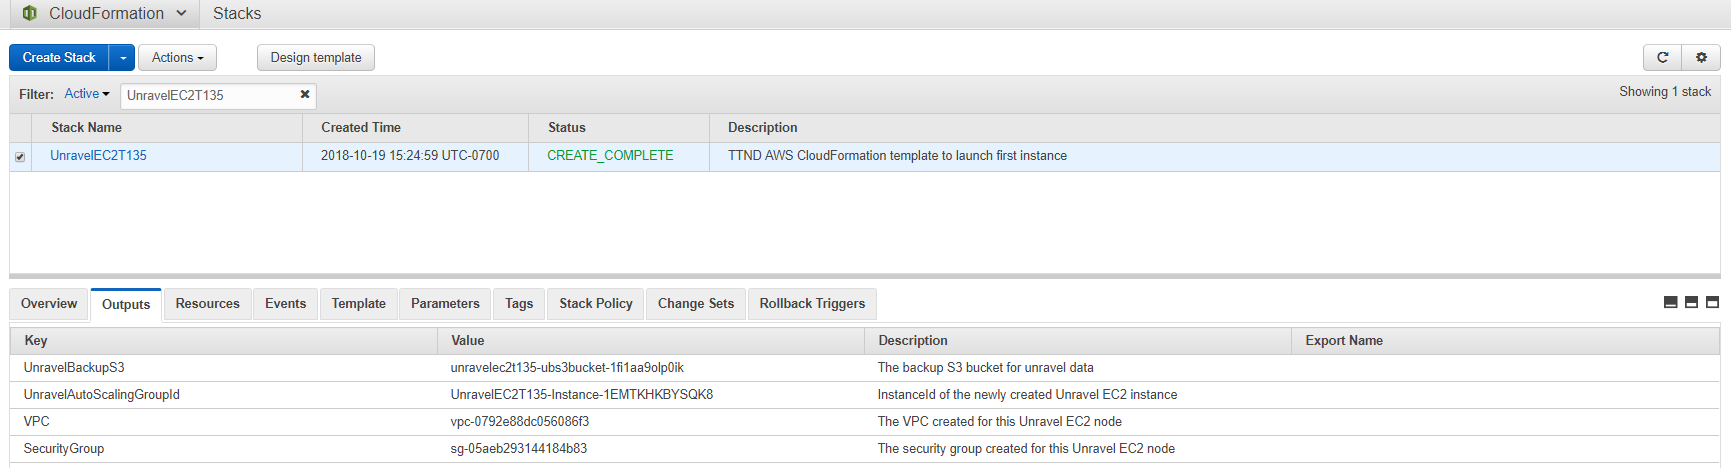 CloudFormation Stacks
Create Stack Actions Design template
Filter: Active UnravelEC2T135 Showing 1 stack
Stack Name Created Time Status Description
UnravelEC2T135 2018-10-19 15:24:59 UTC-0700 CREATE_COMPLETE TTND AWS CloudFormation template to launch first instance
Overview Outputs Resources Events Template Parameters Tags Stack Policy Change Sets Rollback Triggers
Key Value Description Export Name
UnravelBackupS3 unravelec2t135-ubs3bucket-1fi1aa9olp0ik The backup S3 bucket for unravel data
UnravelAutoScalingGroupId UnravelEC2T135-Instance-1EMTKHKBYSQK8 InstanceId of the newly created Unravel EC2 instance
VPC vpc-0792e88dc056086f3 The VPC created for this Unravel EC2 node
SecurityGroup sg-05aeb293144184b83 The security group created for this Unravel EC2 node